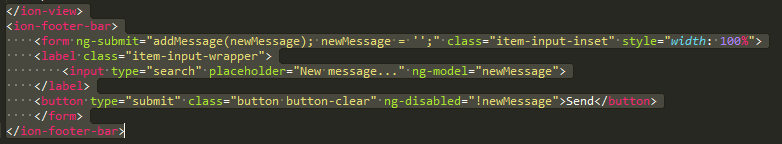 </ion-view>
<ion-footer-bar>
<form ng-submit="addMessage(newMessage); newMessage = '';" class="item-input-inset" style="width: 100%">
<label class="item-input-wrapper">
<input type="search" placeholder="New message..." ng-model="newMessage">
</label>
<button type="submit" class="button button-clear" ng-disabled="!newMessage">Send</button>
</form>
</ion-footer-bar>